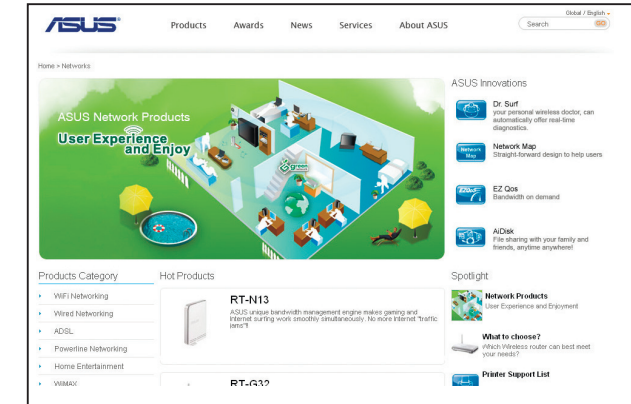 ASUS
Products Awards News Services About ASUS
Global / English
Search GO
Home > Networks
ASUS Network Products
User Experience
and Enjoy
green
ASUS Innovations
Dr. Surf
your personal wireless doctor, can
automatically offer real-time
diagnostics.
Network
Map
Network Map
Straight-forward design to help users
EZQoS
EZ Qos
Bandwidth on demand
AiDisk
File sharing with your family and
friends, anytime anywhere!
Products Category
WiFi Networking
Wired Networking
ADSL
Powerline Networking
Home Entertainment
WiMAX
Hot Products
RT-N13
ASUS unique bandwidth management engine makes gaming and
Internet surfing work smoothly simultaneously. No more Internet "traffic
jams"!
RT-G32
Spotlight
Network Products
User Experience and Enjoyment
What to choose?
Which Wireless router can best meet
your needs?
Printer Support List